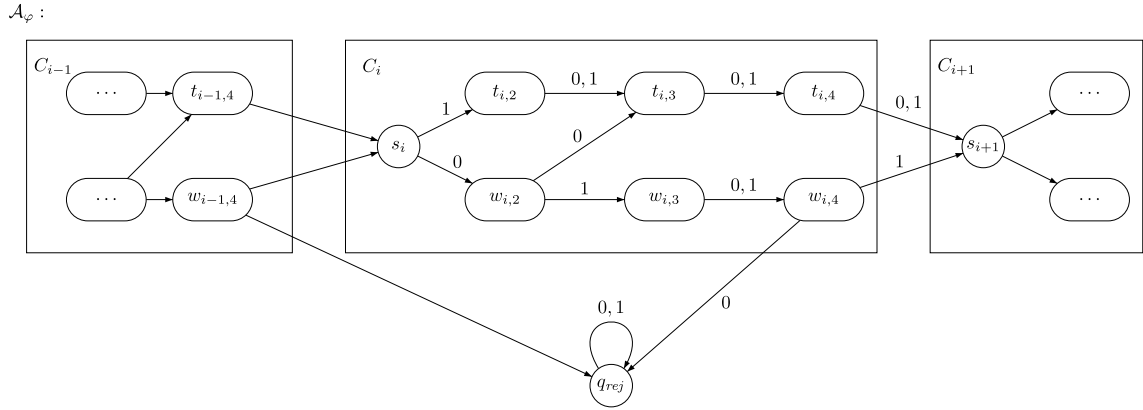 𝒜_φ :
C_{i−1}
C_i
C_{i+1}
⋯
t_{i−1,4}
t_{i,2}
0, 1
t_{i,3}
0, 1
t_{i,4}
0, 1
⋯
1
0
s_i
0
s_{i+1}
1
⋯
w_{i−1,4}
w_{i,2}
1
w_{i,3}
0, 1
w_{i,4}
⋯
0
0, 1
q_{rej}